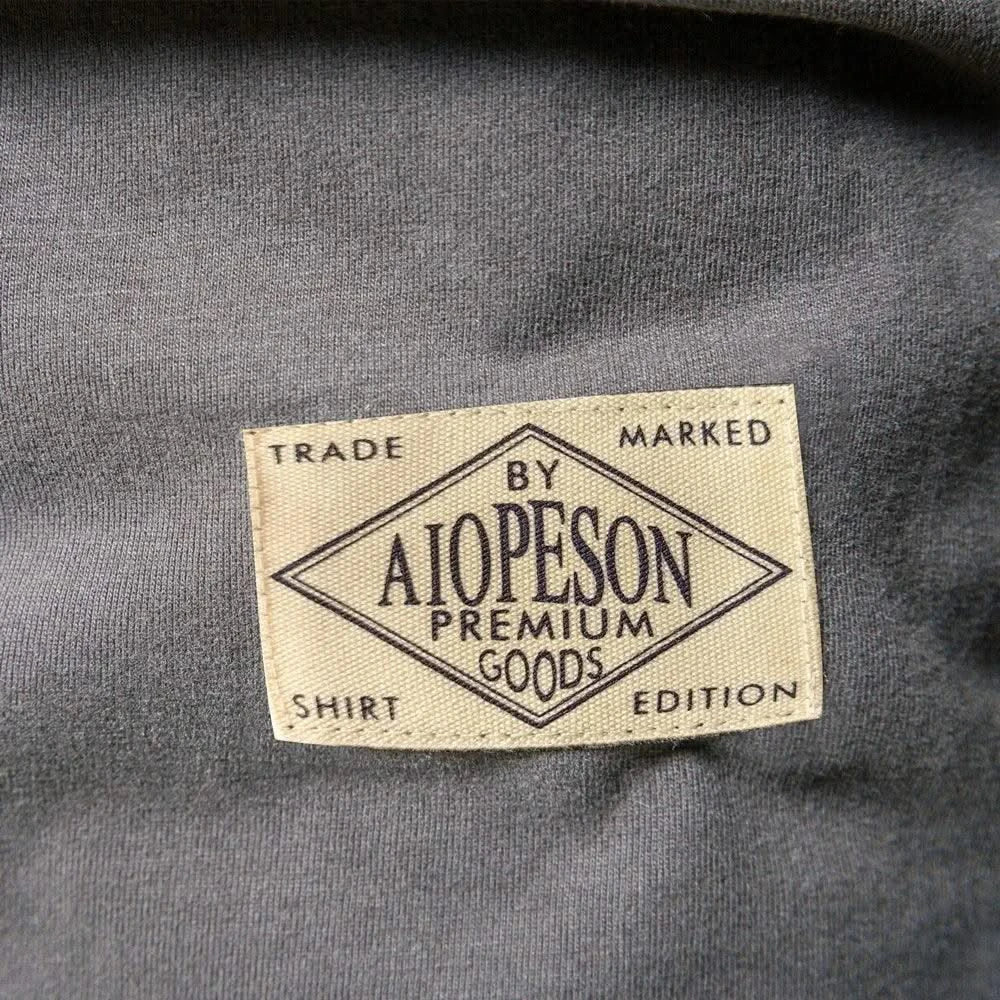 TRADE MARKED
BY
AIOPESON
PREMIUM
GOODS
SHIRT EDITION